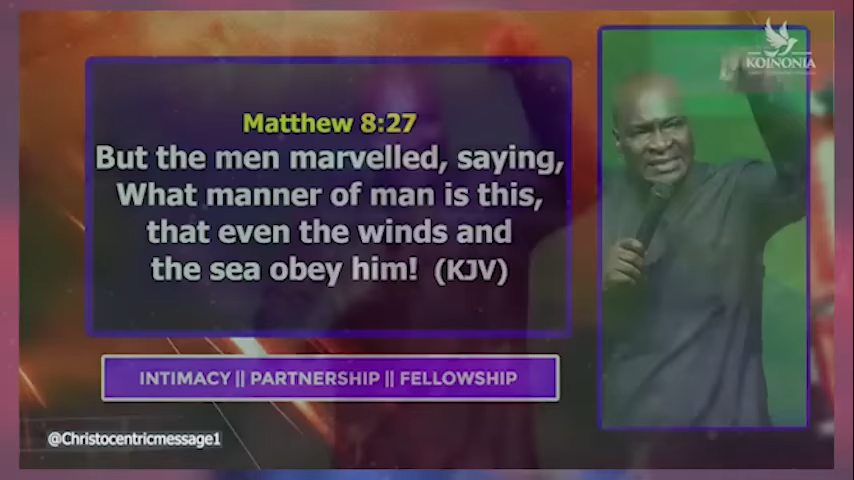 Matthew 8:27
But the men marvelled, saying,
What manner of man is this,
that even the winds and
the sea obey him! (KJV)
INTIMACY || PARTNERSHIP || FELLOWSHIP
@Christocentricmessage1
KOINONIA